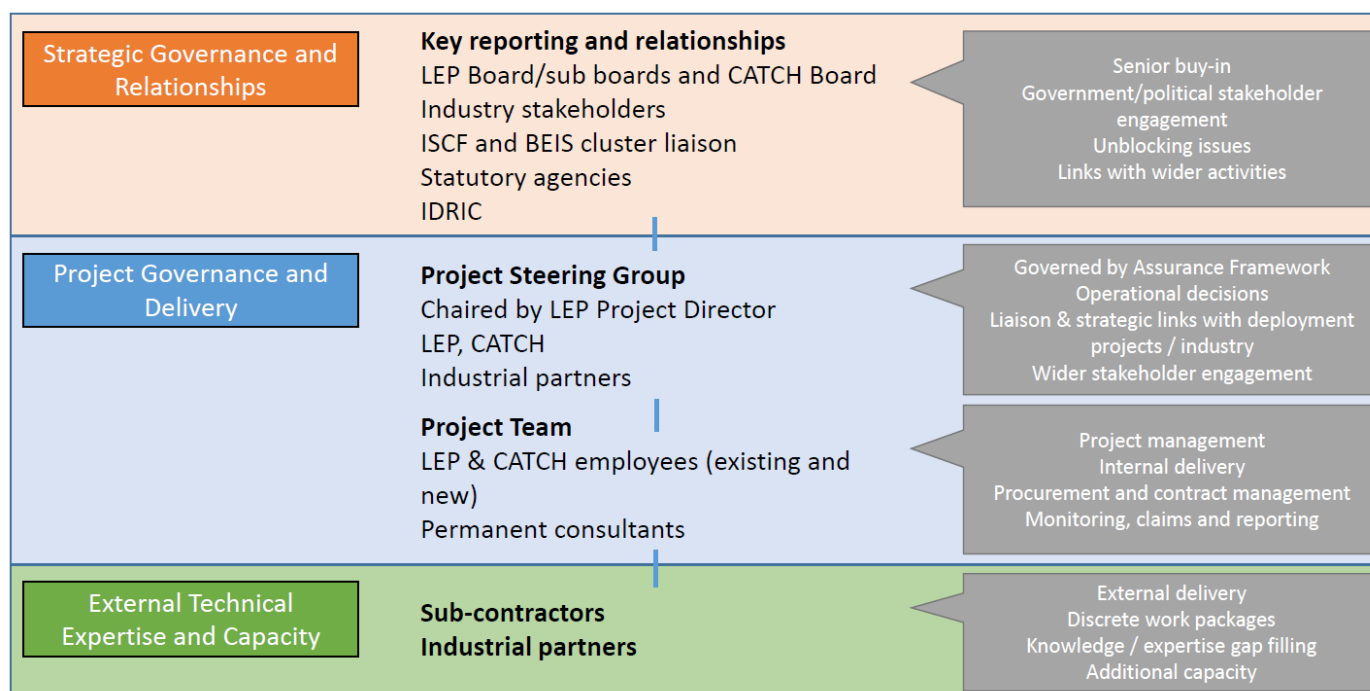 Strategic Governance and
Relationships
Key reporting and relationships
LEP Board/sub boards and CATCH Board
Industry stakeholders
ISCF and BEIS cluster liaison
Statutory agencies
IDRIC
Senior buy-in
Government/political stakeholder
engagement
Unblocking issues
Links with wider activities
Project Governance and
Delivery
Project Steering Group
Chaired by LEP Project Director
LEP, CATCH
Industrial partners
Governed by Assurance Framework
Operational decisions
Liaison & strategic links with deployment
projects / industry
Wider stakeholder engagement
Project Team
LEP & CATCH employees (existing and
new)
Permanent consultants
Project management
Internal delivery
Procurement and contract management
Monitoring, claims and reporting
External Technical
Expertise and Capacity
Sub-contractors
Industrial partners
External delivery
Discrete work packages
Knowledge / expertise gap filling
Additional capacity